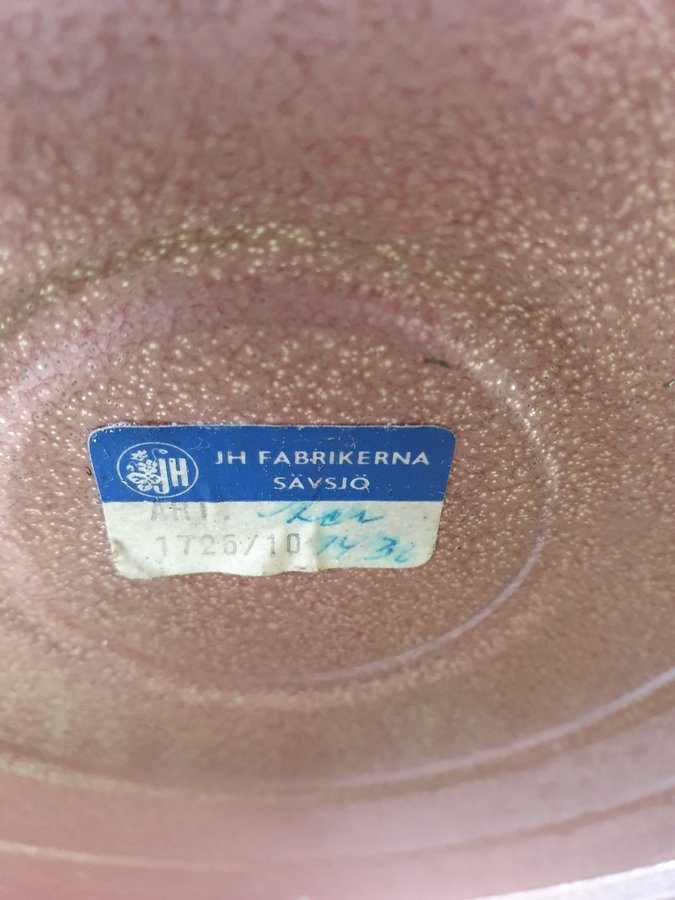 JH
JH FABRIKERNA
SÄVSJÖ
ART.
1725/10